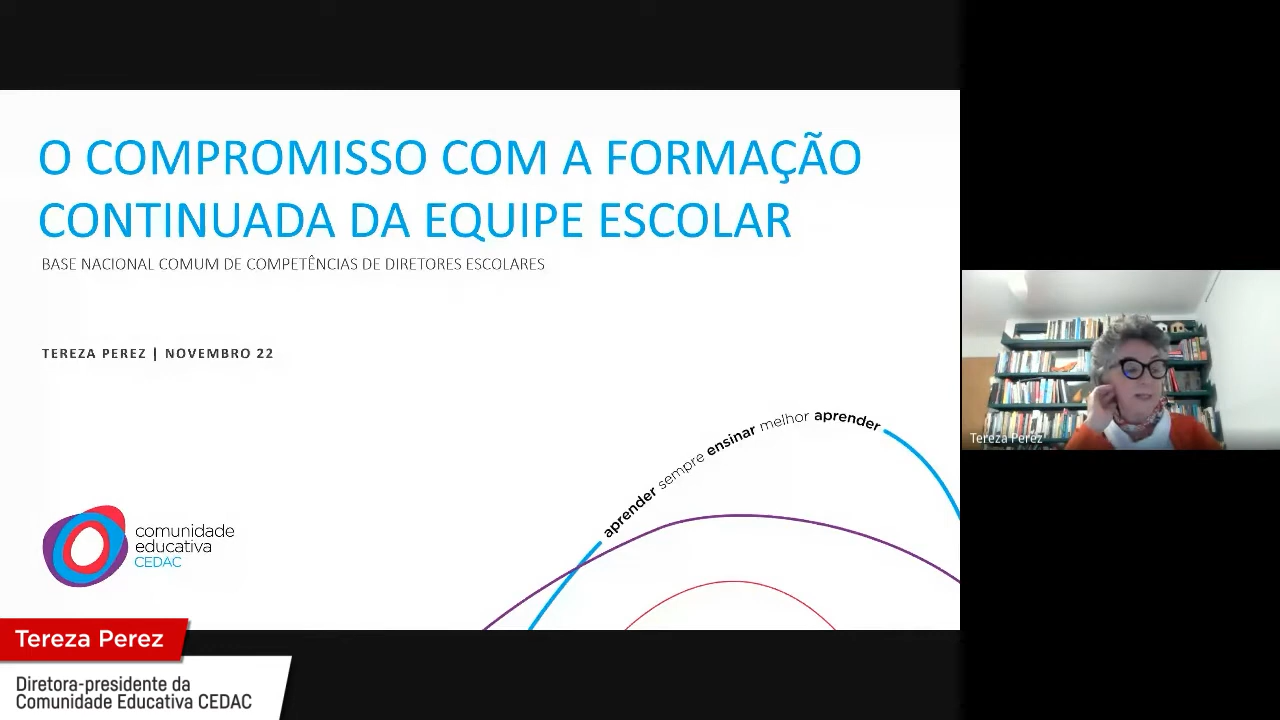 O COMPROMISSO COM A FORMAÇÃO
CONTINUADA DA EQUIPE ESCOLAR
BASE NACIONAL COMUM DE COMPETÊNCIAS DE DIRETORES ESCOLARES
TEREZA PEREZ | NOVEMBRO 22
aprender sempre ensinar melhor aprender
comunidade
educativa
CEDAC
Tereza Perez
Tereza Perez
Diretora-presidente da
Comunidade Educativa CEDAC